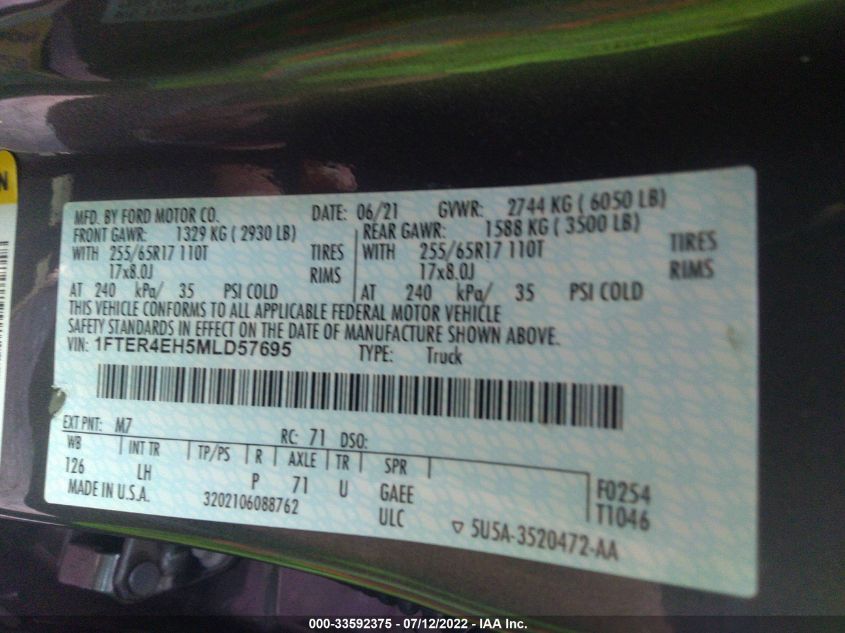 MFD. BY FORD MOTOR CO. DATE: 06/21 GVWR: 2744 KG ( 6050 LB)
FRONT GAWR: 1329 KG ( 2930 LB) REAR GAWR: 1588 KG ( 3500 LB)
WITH 255/65R17 110T TIRES WITH 255/65R17 110T TIRES
17x8.0J RIMS 17x8.0J RIMS
AT 240 kPa/ 35 PSI COLD AT 240 kPa/ 35 PSI COLD
THIS VEHICLE CONFORMS TO ALL APPLICABLE FEDERAL MOTOR VEHICLE
SAFETY STANDARDS IN EFFECT ON THE DATE OF MANUFACTURE SHOWN ABOVE.
VIN: 1FTER4EH5MLD57695 TYPE: Truck
EXT PNT: M7 RC: 71 DSO:
WB INT TR TP/PS R AXLE TR SPR
126 LH P 71 U GAEE F0254
MADE IN U.S.A. 3202106088762 ULC T1046
5U5A-3520472-AA
N
000-33592375 - 07/12/2022 - IAA Inc.